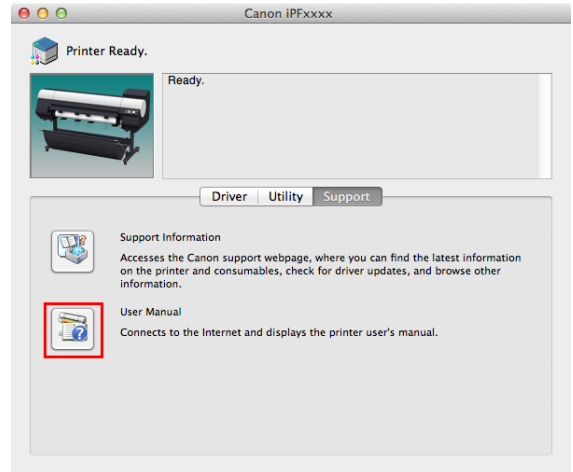 Canon iPFxxxx
Printer Ready.
Ready.
Driver Utility Support
Support Information
Accesses the Canon support webpage, where you can find the latest information
on the printer and consumables, check for driver updates, and browse other
information.
User Manual
Connects to the Internet and displays the printer user's manual.